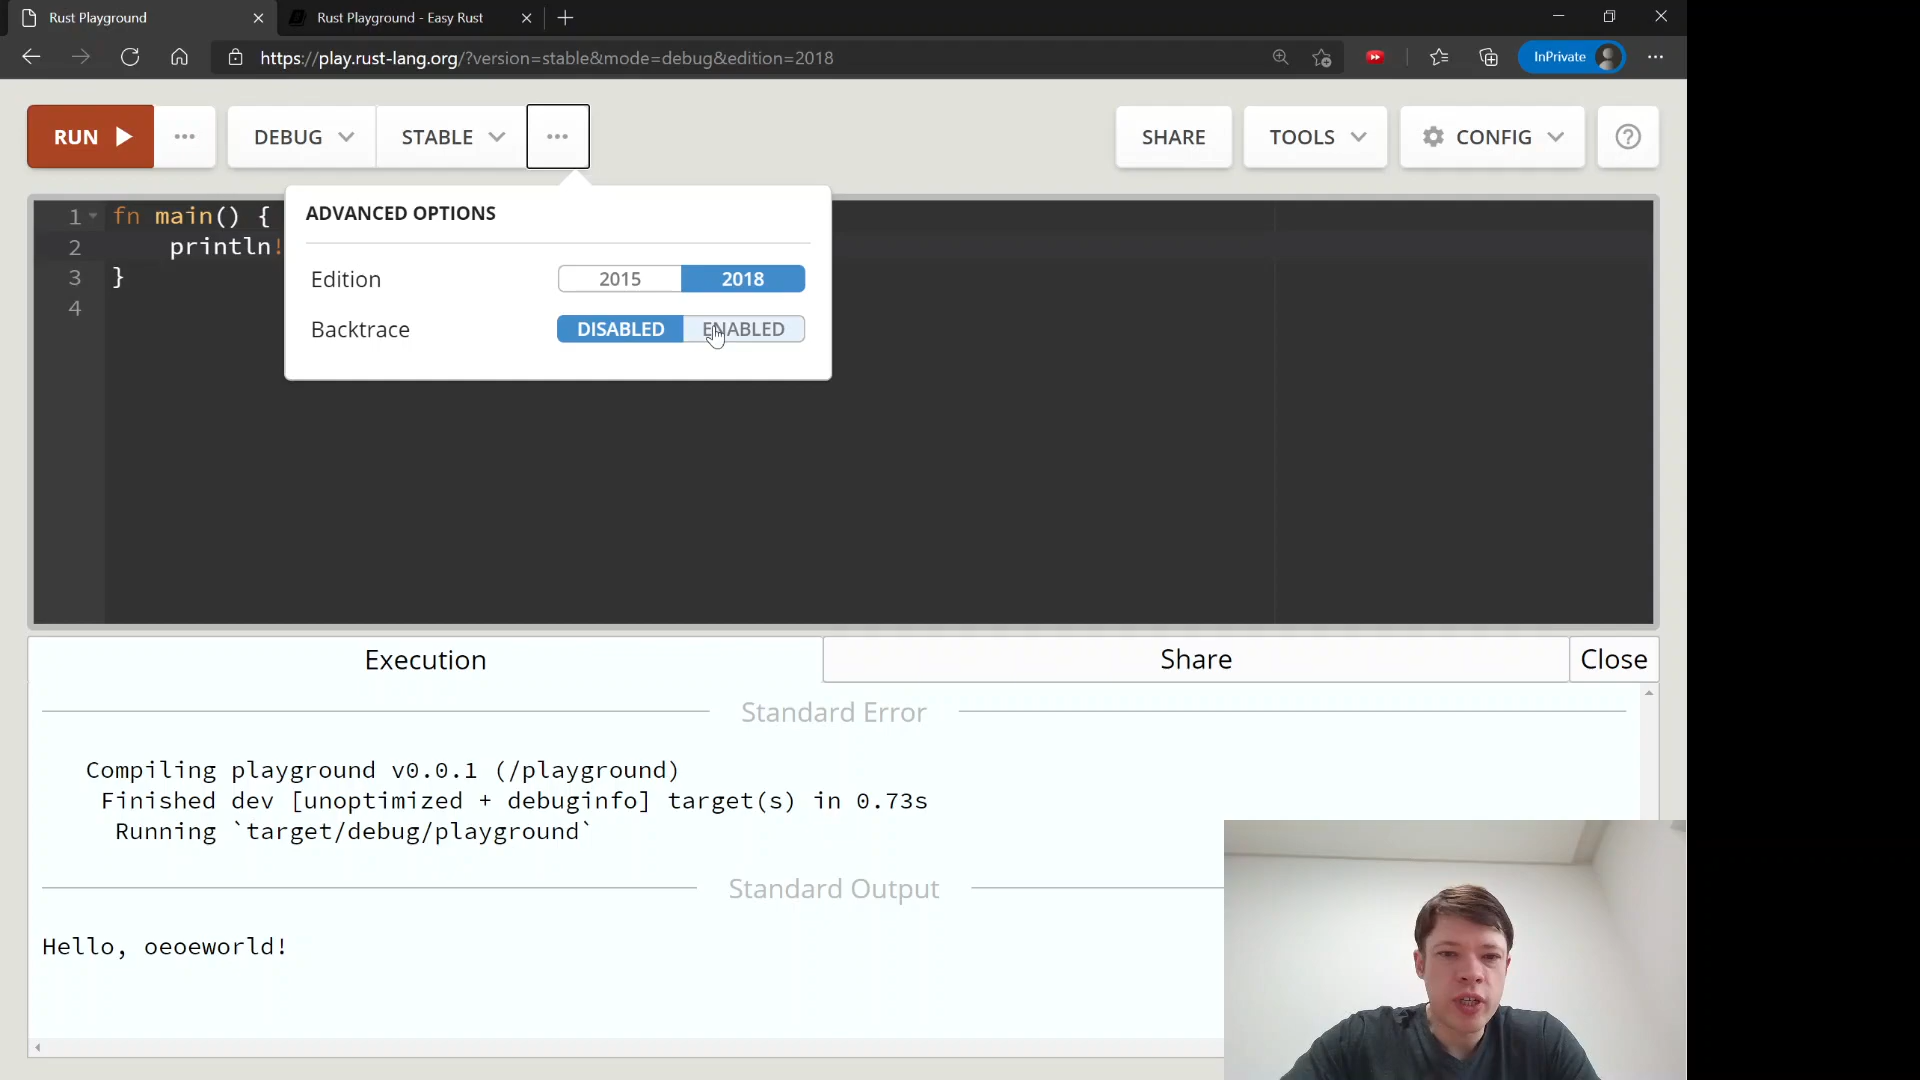 Rust Playground
Rust Playground - Easy Rust
https://play.rust-lang.org/?version=stable&mode=debug&edition=2018
InPrivate
RUN
DEBUG
STABLE
SHARE
TOOLS
CONFIG
ADVANCED OPTIONS
Edition
2015
2018
Backtrace
DISABLED
ENABLED
1 fn main() {
2 println!
3 }
4
Execution
Share
Close
Standard Error
Compiling playground v0.0.1 (/playground)
Finished dev [unoptimized + debuginfo] target(s) in 0.73s
Running `target/debug/playground`
Standard Output
Hello, oeoeworld!